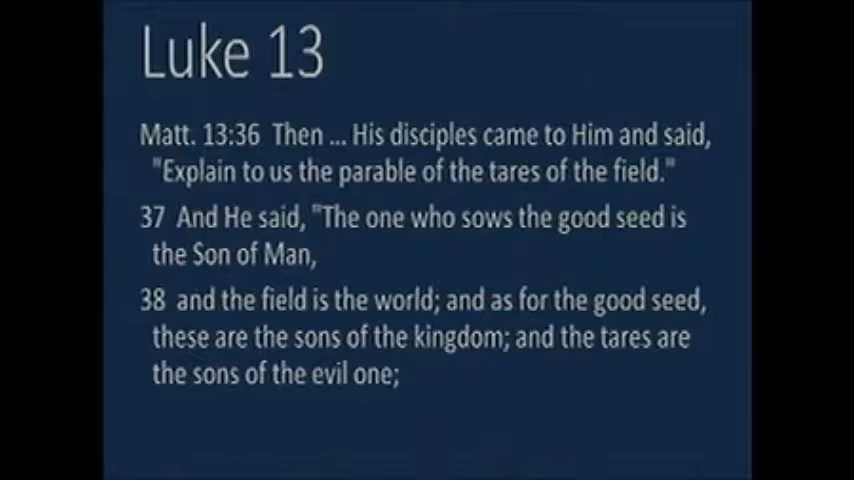 Luke 13
Matt. 13:36 Then ... His disciples came to Him and said,
"Explain to us the parable of the tares of the field."
37 And He said, "The one who sows the good seed is
the Son of Man,
38 and the field is the world; and as for the good seed,
these are the sons of the kingdom; and the tares are
the sons of the evil one;